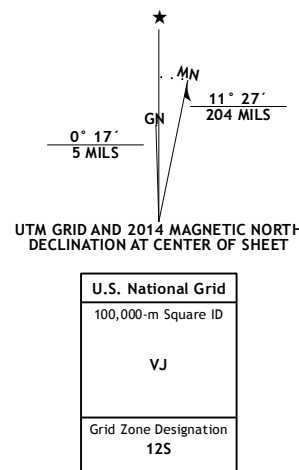 ★
MN
11° 27´
204 MILS
GN
0° 17´
5 MILS
UTM GRID AND 2014 MAGNETIC NORTH
DECLINATION AT CENTER OF SHEET
U.S. National Grid
100,000-m Square ID
VJ
Grid Zone Designation
12S